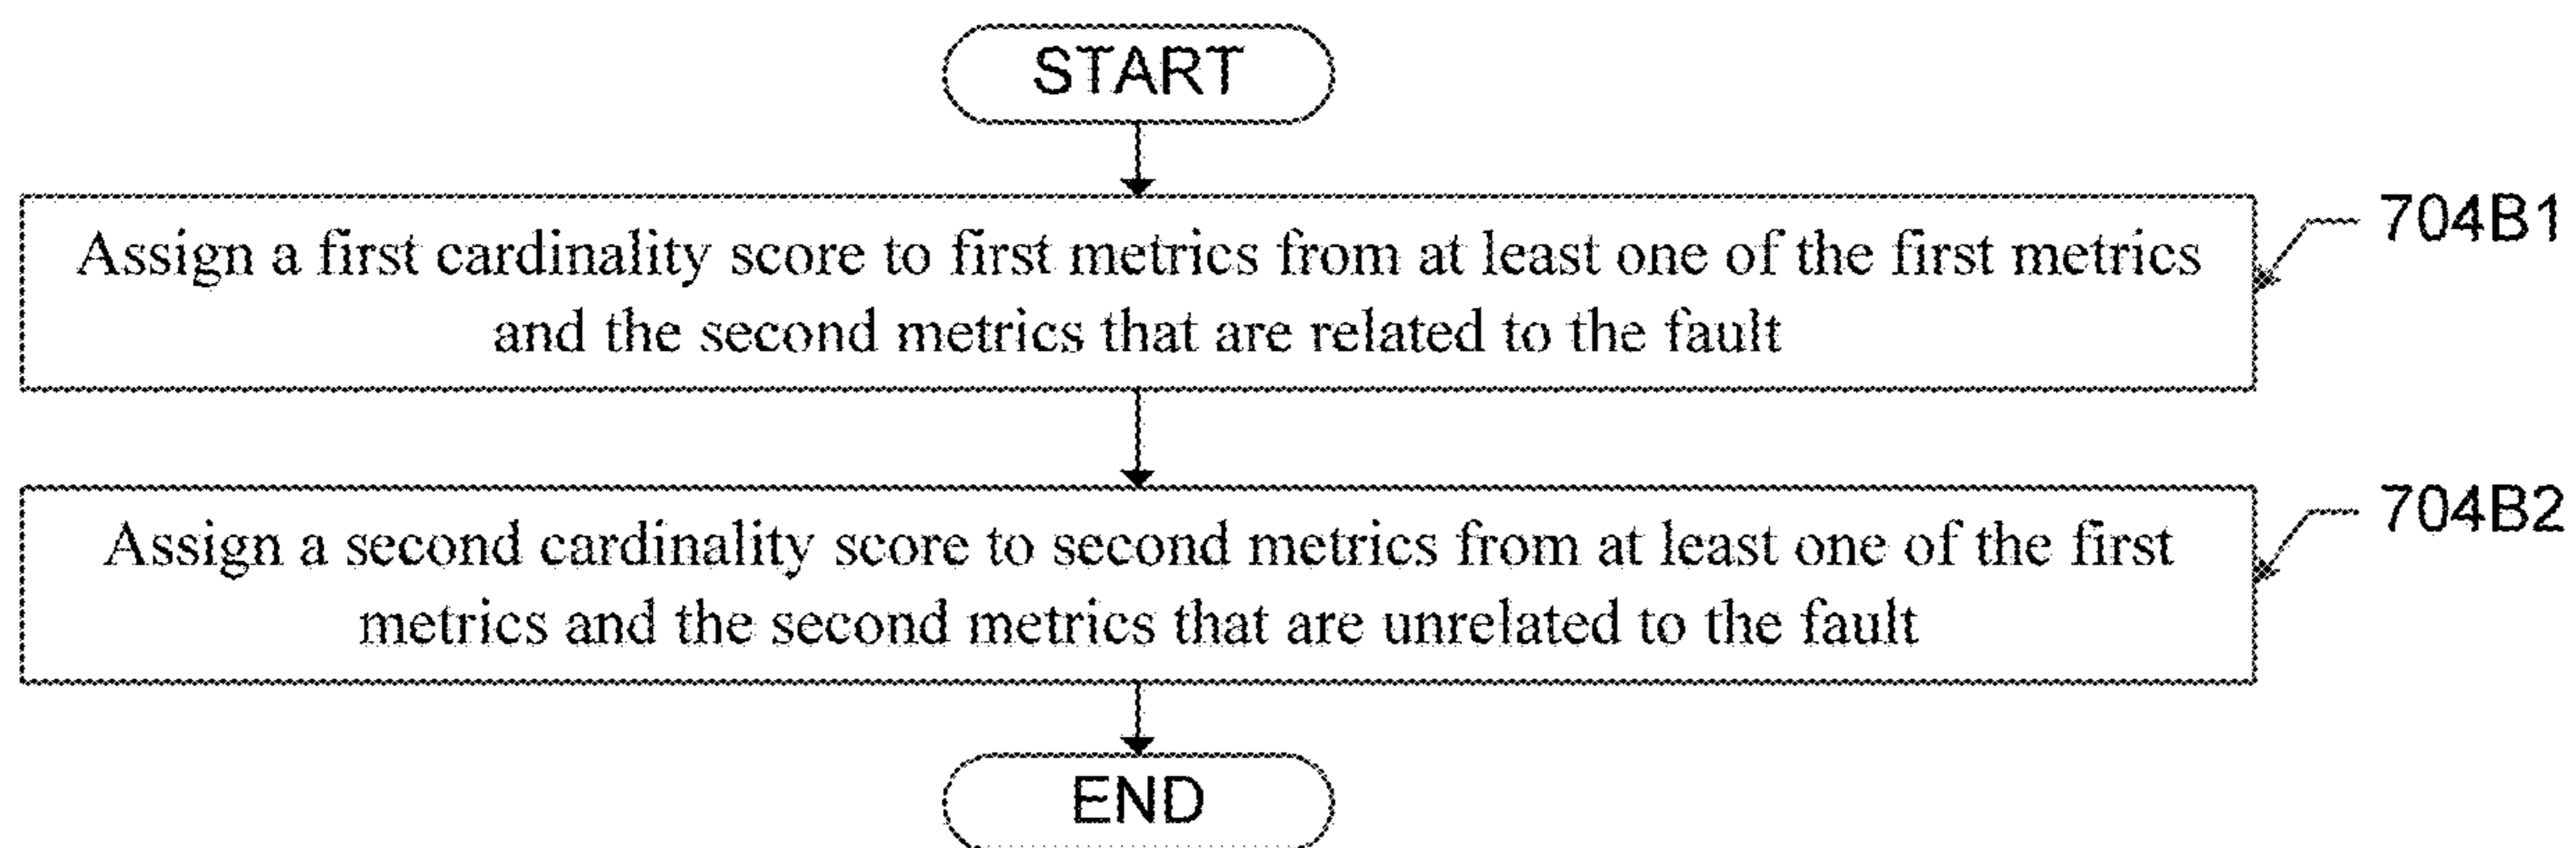 START
Assign a first cardinality score to first metrics from at least one of the first metrics
and the second metrics that are related to the fault
704B1
Assign a second cardinality score to second metrics from at least one of the first
metrics and the second metrics that are unrelated to the fault
704B2
END